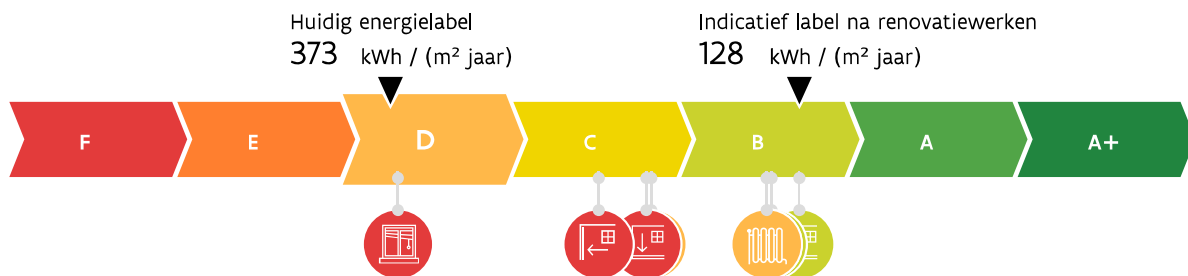 Huidig energielabel
373 kWh / (m² jaar)
Indicatief label na renovatiewerken
128 kWh / (m² jaar)
F E D C B A A+